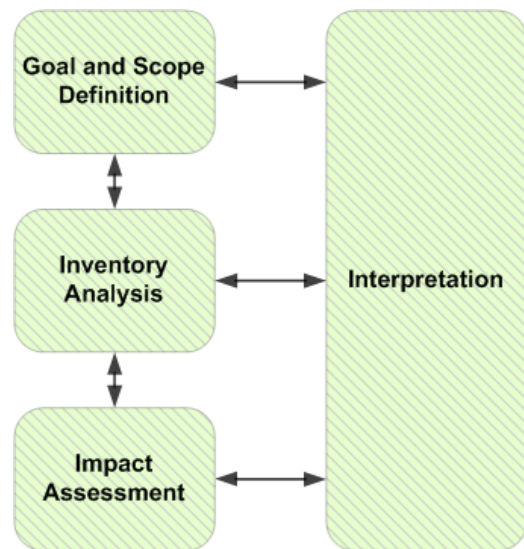 Goal and Scope
Definition
Inventory
Analysis
Interpretation
Impact
Assessment